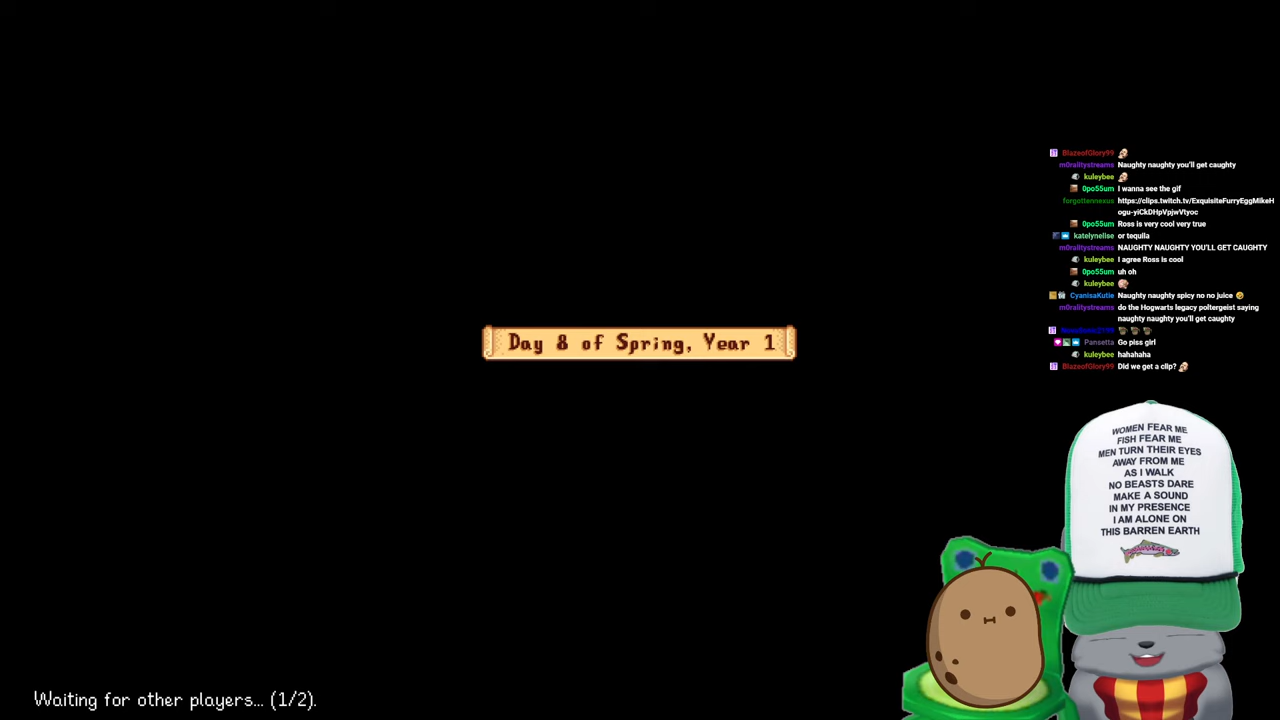 BlazeofGlory99
m0ralitystreams Naughty naughty you'll get caughty
kuleybee
0po55um I wanna see the gif
forgottennexus https://clips.twitch.tv/ExquisiteFurryEggMikeH
ogu-yiCkDHpVpjwVtyoc
0po55um Ross is very cool very true
katelynelise or tequila
m0ralitystreams NAUGHTY NAUGHTY YOU'LL GET CAUGHTY
kuleybee I agree Ross is cool
0po55um uh oh
kuleybee
CyanisaKutie Naughty naughty spicy no no juice
m0ralitystreams do the Hogwarts legacy poltergeist saying
naughty naughty you'll get caughty
Pansetta Go piss girl
kuleybee hahahaha
BlazeofGlory99 Did we get a clip?
Day 8 of Spring, Year 1
WOMEN FEAR ME
FISH FEAR ME
MEN TURN THEIR EYES
AWAY FROM ME
AS I WALK
NO BEASTS DARE
MAKE A SOUND
IN MY PRESENCE
I AM ALONE ON
THIS BARREN EARTH
Waiting for other players... (1/2).